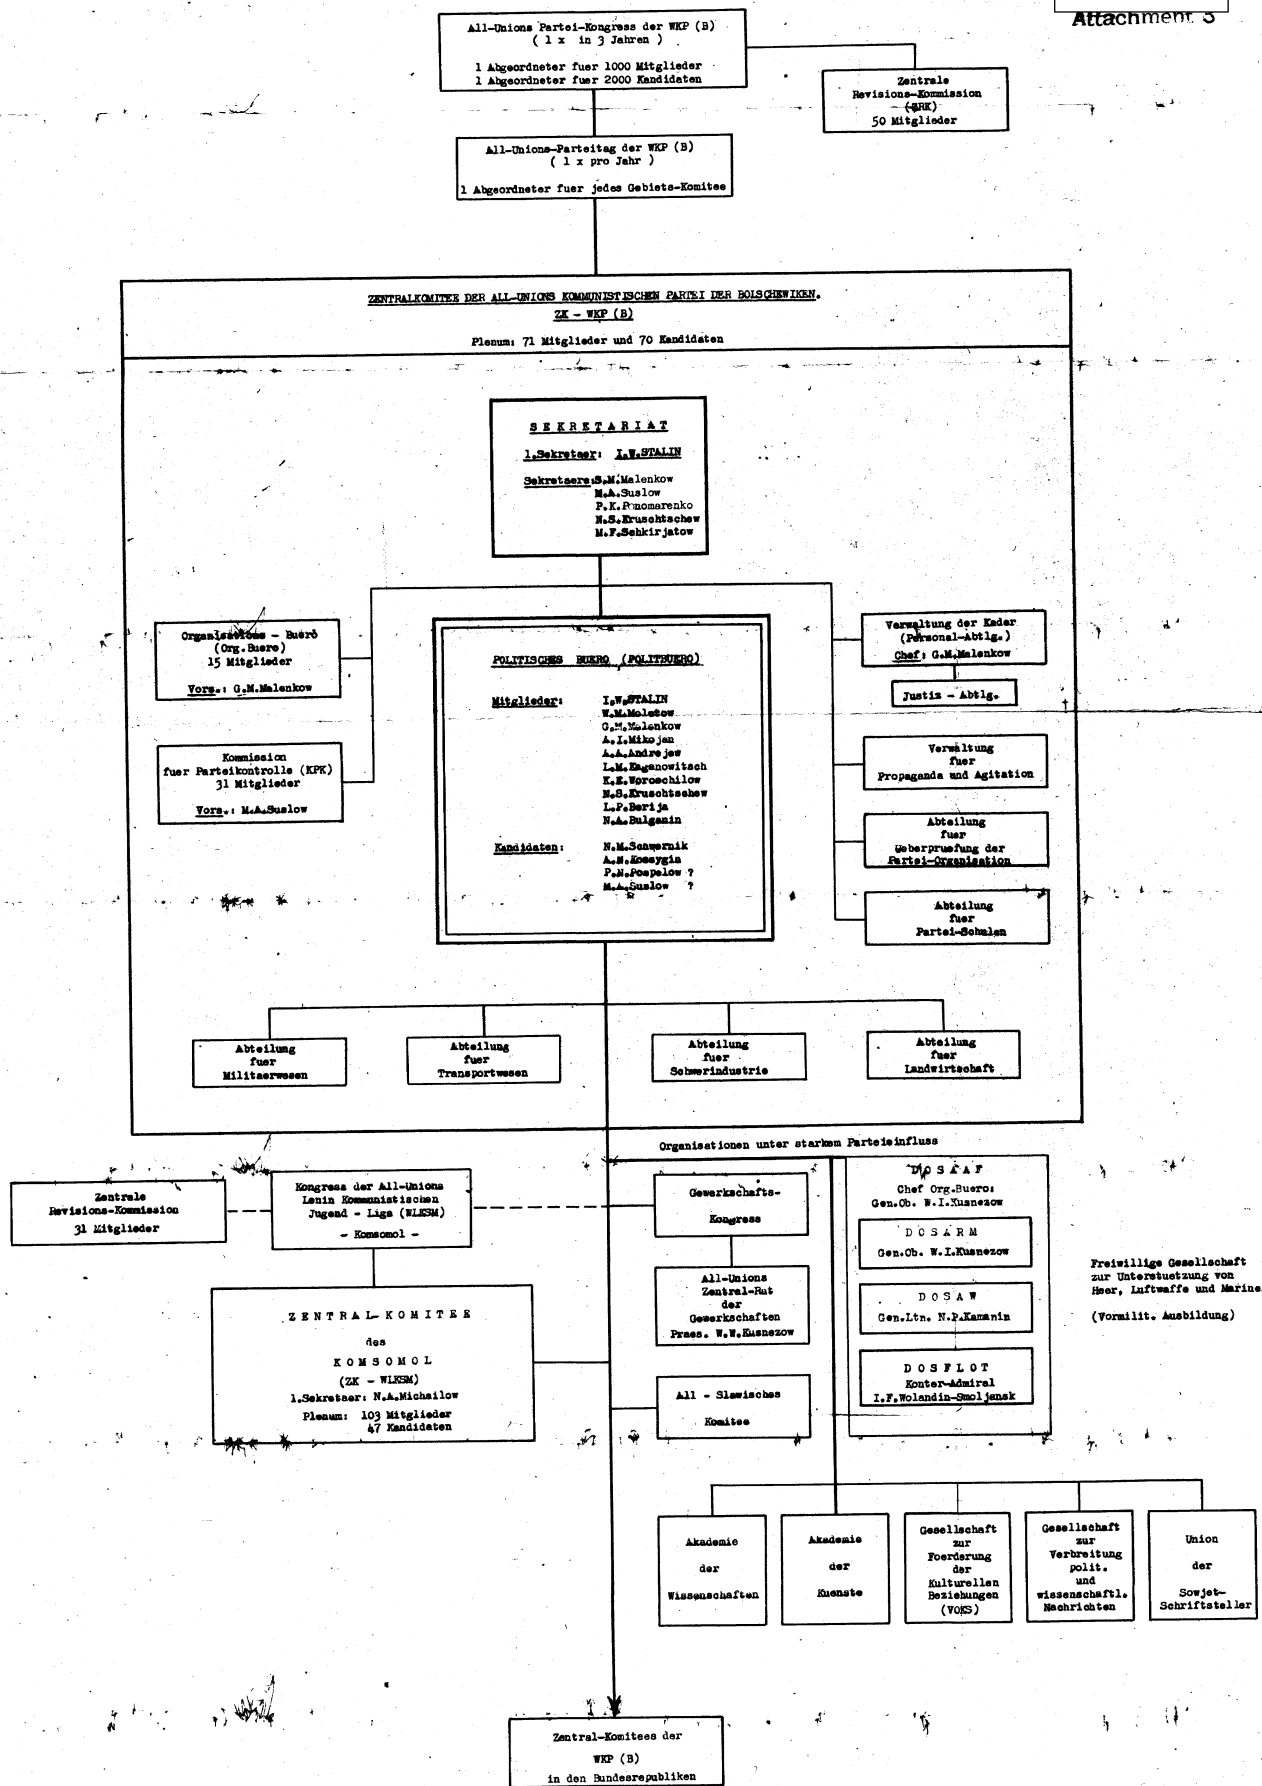 Attachment 3
All-Unions Partei-Kongress der WKP (B)
( 1 x in 3 Jahren )
1 Abgeordneter fuer 1000 Mitglieder
1 Abgeordneter fuer 2000 Kandidaten
Zentrale
Revisions-Kommission
(ZRK)
50 Mitglieder
All-Unions-Parteitag der WKP (B)
( 1 x pro Jahr )
1 Abgeordneter fuer jedes Gebiets-Komitee
ZENTRALKOMITEE DER ALL-UNIONS KOMMUNISTISCHEN PARTEI DER BOLSCHEWIKEN.
ZK - WKP (B)
Plenum: 71 Mitglieder und 70 Kandidaten
SEKRETARIAT
1.Sekretaer: I.W.STALIN
Sekretaere:S.M.Malenkow
M.A.Suslow
P.K.Ponomarenko
N.S.Kruschtschew
M.F.Schkirjatow
Organisations - Buero
(Org.Buero)
15 Mitglieder
Vors.: G.M.Malenkow
Kommission
fuer Parteikontrolle (KPK)
31 Mitglieder
Vors.: M.A.Suslow
POLITISCHES BUERO (POLITBUERO)
Mitglieder: I.W.STALIN
W.M.Molotow
G.M.Malenkow
A.I.Mikojan
A.A.Andrejew
L.M.Kaganowitsch
K.E.Woroschilow
N.S.Kruschtschew
L.P.Berija
N.A.Bulganin
Kandidaten: N.M.Schwernik
A.N.Kossygin
P.N.Pospelow ?
M.A.Suslow ?
Verwaltung der Kader
(Personal-Abtlg.)
Chef: G.M.Malenkow
Justiz - Abtlg.
Verwaltung
fuer
Propaganda und Agitation
Abteilung
fuer
Ueberpruefung der
Partei-Organisation
Abteilung
fuer
Partei-Schulen
Abteilung
fuer
Militaerwesen
Abteilung
fuer
Transportwesen
Abteilung
fuer
Schwerindustrie
Abteilung
fuer
Landwirtschaft
Organisationen unter starkem Parteieinfluss
Zentrale
Revisions-Kommission
31 Mitglieder
Kongress der All-Unions
Lenin Kommunistischen
Jugend - Liga (WLKSM)
- Komsomol -
ZENTRAL-KOMITEE
des
KOMSOMOL
(ZK - WLKSM)
1.Sekretaer: N.A.Michailow
Plenum: 103 Mitglieder
47 Kandidaten
Gewerkschafts-
Kongress
All-Unions
Zentral-Rat
der
Gewerkschaften
Praes. W.W.Kusnezow
All - Slawisches
Komitee
DOSAAF
Chef Org.Buero:
Gen.Ob. W.I.Kusnezow
DOSARM
Gen.Ob. W.I.Kusnezow
DOSAW
Gen.Ltn. N.P.Kamanin
DOSFLOT
Konter-Admiral
I.F.Wolandin-Smoljansk
Freiwillige Gesellschaft
zur Unterstuetzung von
Heer, Luftwaffe und Marine
(Vormilit. Ausbildung)
Akademie
der
Wissenschaften
Akademie
der
Kuenste
Gesellschaft
zur
Foerderung
der
Kulturellen
Beziehungen
(VOKS)
Gesellschaft
zur
Verbreitung
polit.
und
wissenschaftl.
Nachrichten
Union
der
Sowjet-
Schriftsteller
Zentral-Komitees der
WKP (B)
in den Bundesrepubliken